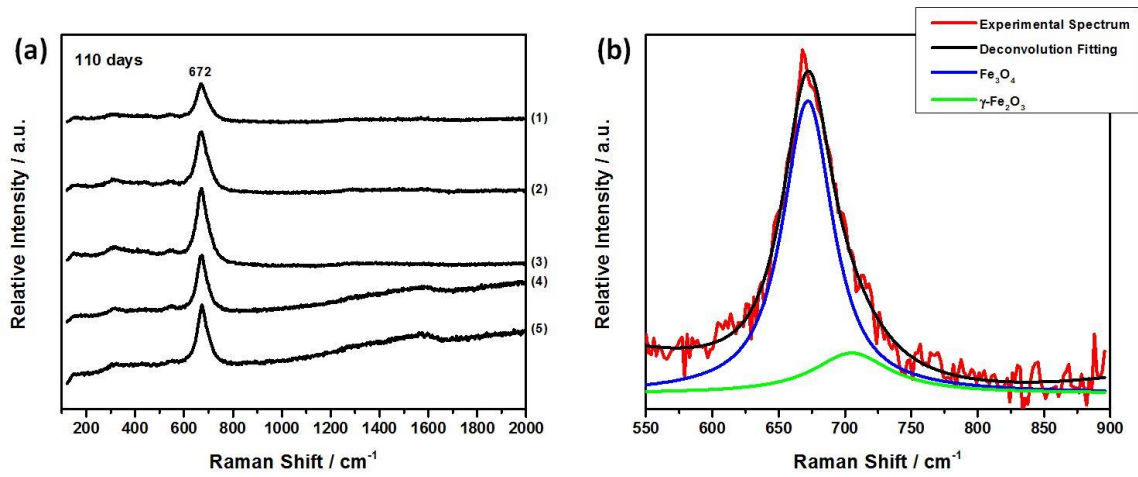 (a)
110 days
672
(1)
(2)
(3)
(4)
(5)
Relative Intensity / a.u.
200 400 600 800 1000 1200 1400 1600 1800 2000
Raman Shift / cm⁻¹
(b)
Experimental Spectrum
Deconvolution Fitting
Fe₃O₄
γ-Fe₂O₃
Relative Intensity / a.u.
550 600 650 700 750 800 850 900
Raman Shift / cm⁻¹